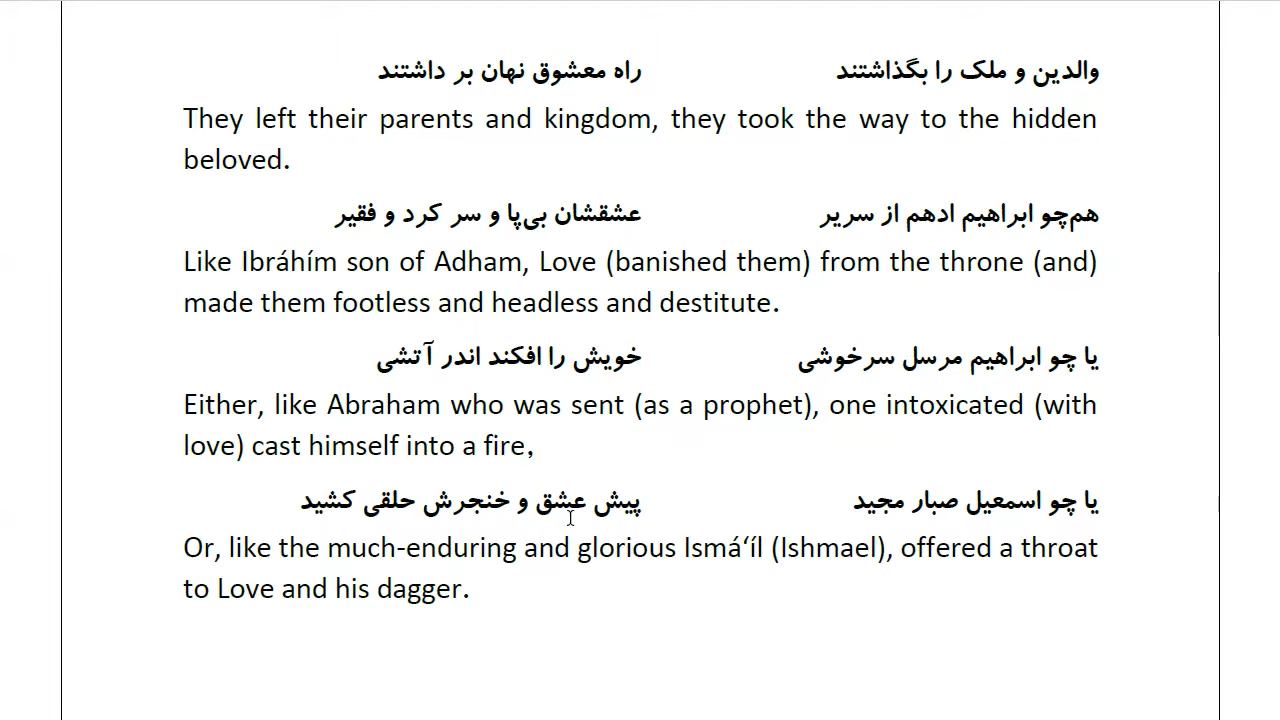 والدین و ملک را بگذاشتند راه معشوق نهان بر داشتند
They left their parents and kingdom, they took the way to the hidden
beloved.
هم‌چو ابراهیم ادهم از سریر عشقشان بی‌پا و سر کرد و فقیر
Like Ibráhím son of Adham, Love (banished them) from the throne (and)
made them footless and headless and destitute.
یا چو ابراهیم مرسل سرخوشی خویش را افکند اندر آتشی
Either, like Abraham who was sent (as a prophet), one intoxicated (with
love) cast himself into a fire,
یا چو اسمعیل صبار مجید پیش عشق و خنجرش حلقی کشید
Or, like the much-enduring and glorious Ismá‘íl (Ishmael), offered a throat
to Love and his dagger.